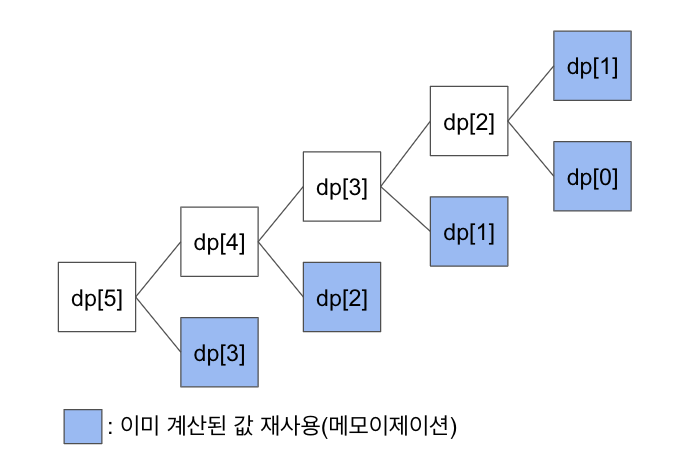 dp[1]
dp[2]
dp[0]
dp[3]
dp[1]
dp[4]
dp[2]
dp[5]
dp[3]
: 이미 계산된 값 재사용(메모이제이션)